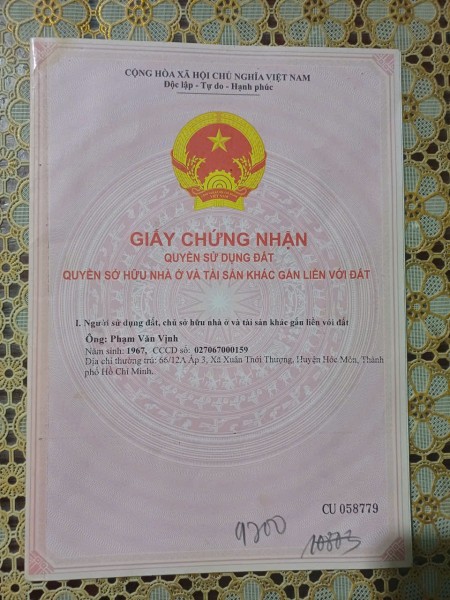 CỘNG HÒA XÃ HỘI CHỦ NGHĨA VIỆT NAM
Độc lập - Tự do - Hạnh phúc
VIỆT NAM
GIẤY CHỨNG NHẬN
QUYỀN SỬ DỤNG ĐẤT
QUYỀN SỞ HỮU NHÀ Ở VÀ TÀI SẢN KHÁC GẮN LIỀN VỚI ĐẤT
I. Người sử dụng đất, chủ sở hữu nhà ở và tài sản khác gắn liền với đất
Ông: Phạm Văn Vịnh
Năm sinh: 1967, CCCD số: 027067000159
Địa chỉ thường trú: 66/12A Ấp 3, Xã Xuân Thới Thượng, Huyện Hóc Môn, Thành
phố Hồ Chí Minh.
CU 058779
9200